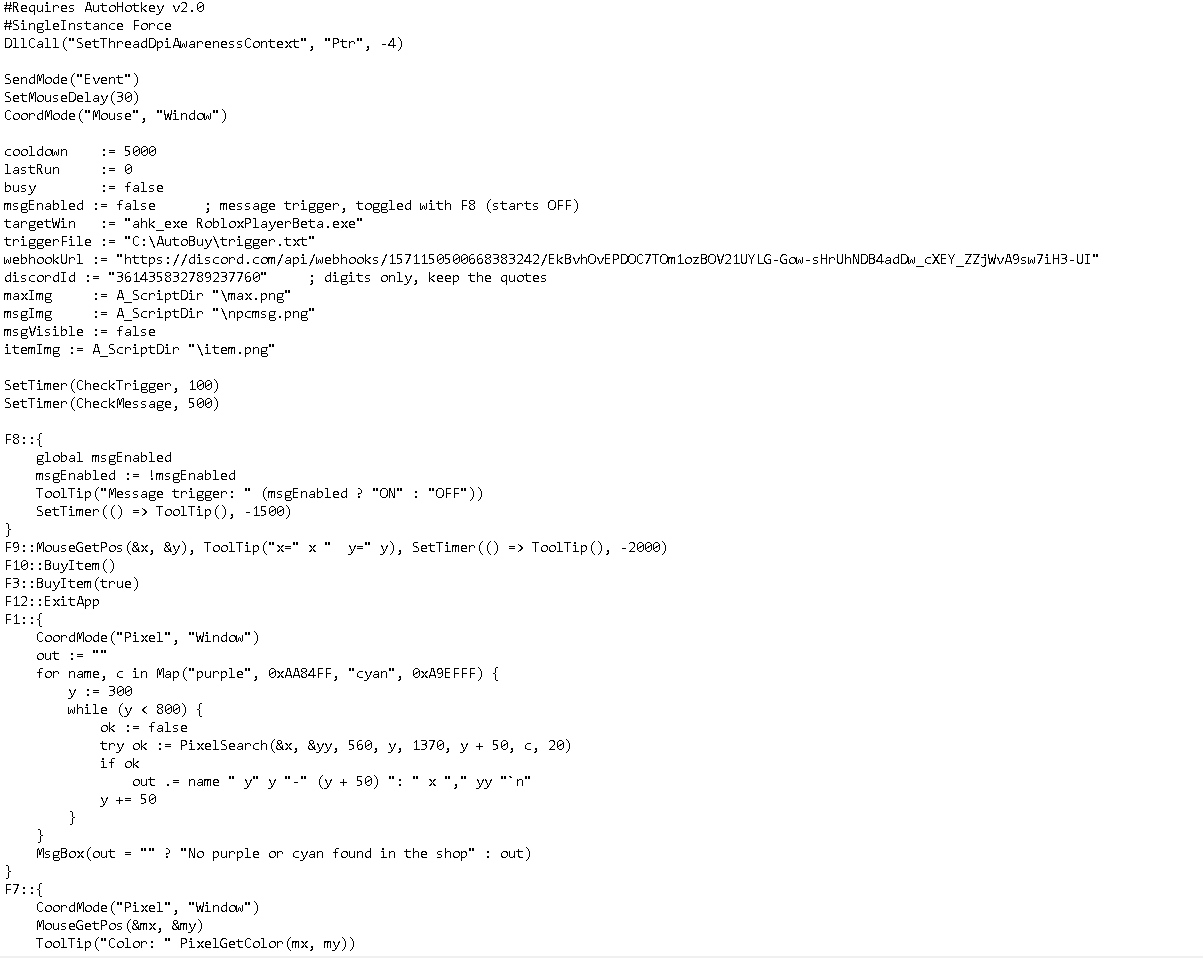 #Requires AutoHotkey v2.0
#SingleInstance Force
DllCall("SetThreadDpiAwarenessContext", "Ptr", -4)
SendMode("Event")
SetMouseDelay(30)
CoordMode("Mouse", "Window")
cooldown    := 5000
lastRun     := 0
busy        := false
msgEnabled := false      ; message trigger, toggled with F8 (starts OFF)
targetWin   := "ahk_exe RobloxPlayerBeta.exe"
triggerFile := "C:\AutoBuy\trigger.txt"
webhookUrl := "https://discord.com/api/webhooks/1571150500668383242/EkBvhOvEPDOC7TOm1ozBOV21UYLG-Gow-sHrUhNDB4adDw_cXEY_ZZjWvA9sw7iH3-UI"
discordId := "361435832789237760"     ; digits only, keep the quotes
maxImg     := A_ScriptDir "\max.png"
msgImg     := A_ScriptDir "\npcmsg.png"
msgVisible := false
itemImg := A_ScriptDir "\item.png"
SetTimer(CheckTrigger, 100)
SetTimer(CheckMessage, 500)
F8::{
    global msgEnabled
    msgEnabled := !msgEnabled
    ToolTip("Message trigger: " (msgEnabled ? "ON" : "OFF"))
    SetTimer(() => ToolTip(), -1500)
}
F9::MouseGetPos(&x, &y), ToolTip("x=" x "  y=" y), SetTimer(() => ToolTip(), -2000)
F10::BuyItem()
F3::BuyItem(true)
F12::ExitApp
F1::{
    CoordMode("Pixel", "Window")
    out := ""
    for name, c in Map("purple", 0xAA84FF, "cyan", 0xA9EFFF) {
        y := 300
        while (y < 800) {
            ok := false
            try ok := PixelSearch(&x, &yy, 560, y, 1370, y + 50, c, 20)
            if ok
                out .= name " y" y "-" (y + 50) ": " x "," yy "`n"
            y += 50
        }
    }
    MsgBox(out = "" ? "No purple or cyan found in the shop" : out)
}
F7::{
    CoordMode("Pixel", "Window")
    MouseGetPos(&mx, &my)
    ToolTip("Color: " PixelGetColor(mx, my))